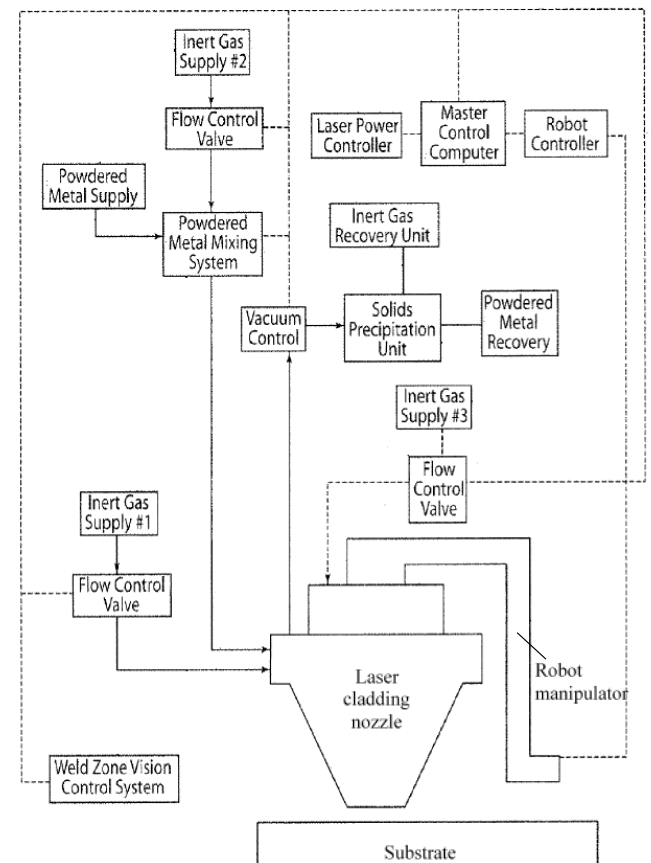 Inert Gas
Supply #2
Flow Control
Valve
Laser Power
Controller
Master
Control
Computer
Robot
Controller
Powdered
Metal Supply
Powdered
Metal Mixing
System
Inert Gas
Recovery Unit
Vacuum
Control
Solids
Precipitation
Unit
Powdered
Metal
Recovery
Inert Gas
Supply #3
Flow
Control
Valve
Inert Gas
Supply #1
Flow Control
Valve
Laser
cladding
nozzle
Robot
manipulator
Weld Zone Vision
Control System
Substrate